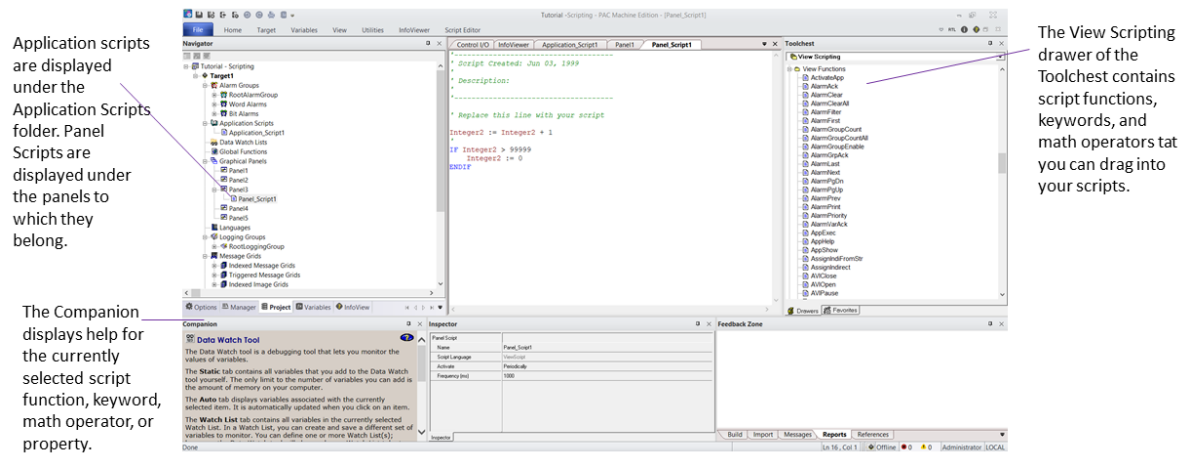 Tutorial -Scripting - PAC Machine Edition - [Panel_Script1]
File Home Target Variables View Utilities InfoViewer Script Editor
RTL
Application scripts
are displayed
under the
Application Scripts
folder. Panel
Scripts are
displayed under
the panels to
which they
belong.
The Companion
displays help for
the currently
selected script
function, keyword,
math operator, or
property.
Navigator
Tutorial - Scripting
Target1
Alarm Groups
RootAlarmGroup
Word Alarms
Bit Alarms
Application Scripts
Application_Script1
Data Watch Lists
Global Functions
Graphical Panels
Panel1
Panel2
Panel3
Panel_Script1
Panel4
Panel5
Languages
Logging Groups
RootLoggingGroup
Message Grids
Indexed Message Grids
Triggered Message Grids
Indexed Image Grids
Options Manager Project Variables InfoView
Control I/O InfoViewer Application_Script1 Panel1 Panel_Script1
' Script Created: Jun 03, 1999
'
' Description:
'
'------------------------------------
' Replace this line with your script
Integer2 := Integer2 + 1
'
IF Integer2 > 99999
Integer2 := 0
ENDIF
Toolchest
View Scripting
View Functions
ActivateApp
AlarmAck
AlarmClear
AlarmClearAll
AlarmFilter
AlarmFirst
AlarmGroupCount
AlarmGroupCountAll
AlarmGroupEnable
AlarmGrpAck
AlarmLast
AlarmNext
AlarmPgDn
AlarmPgUp
AlarmPrev
AlarmPrint
AlarmPriority
AlarmVarAck
AppExec
AppHelp
AppShow
AssignIndiFromStr
AssignIndirect
AVIClose
AVIOpen
AVIPause
Drawers Favorites
The View Scripting
drawer of the
Toolchest contains
script functions,
keywords, and
math operators tat
you can drag into
your scripts.
Companion
Data Watch Tool
The Data Watch tool is a debugging tool that lets you monitor the
values of variables.
The Static tab contains all variables that you add to the Data Watch
tool yourself. The only limit to the number of variables you can add is
the amount of memory on your computer.
The Auto tab displays variables associated with the currently
selected item. It is automatically updated when you click on an item.
The Watch List tab contains all variables in the currently selected
Watch List. In a Watch List, you can create and save a different set of
variables to monitor. You can define one or more Watch List(s);
Inspector
Panel Script
Name Panel_Script1
Script Language ViewScript
Activate Periodically
Frequency (ms) 1000
Inspector
Feedback Zone
Build Import Messages Reports References
Done
Ln 16 , Col 1 Offline 0 0 Administrator LOCAL